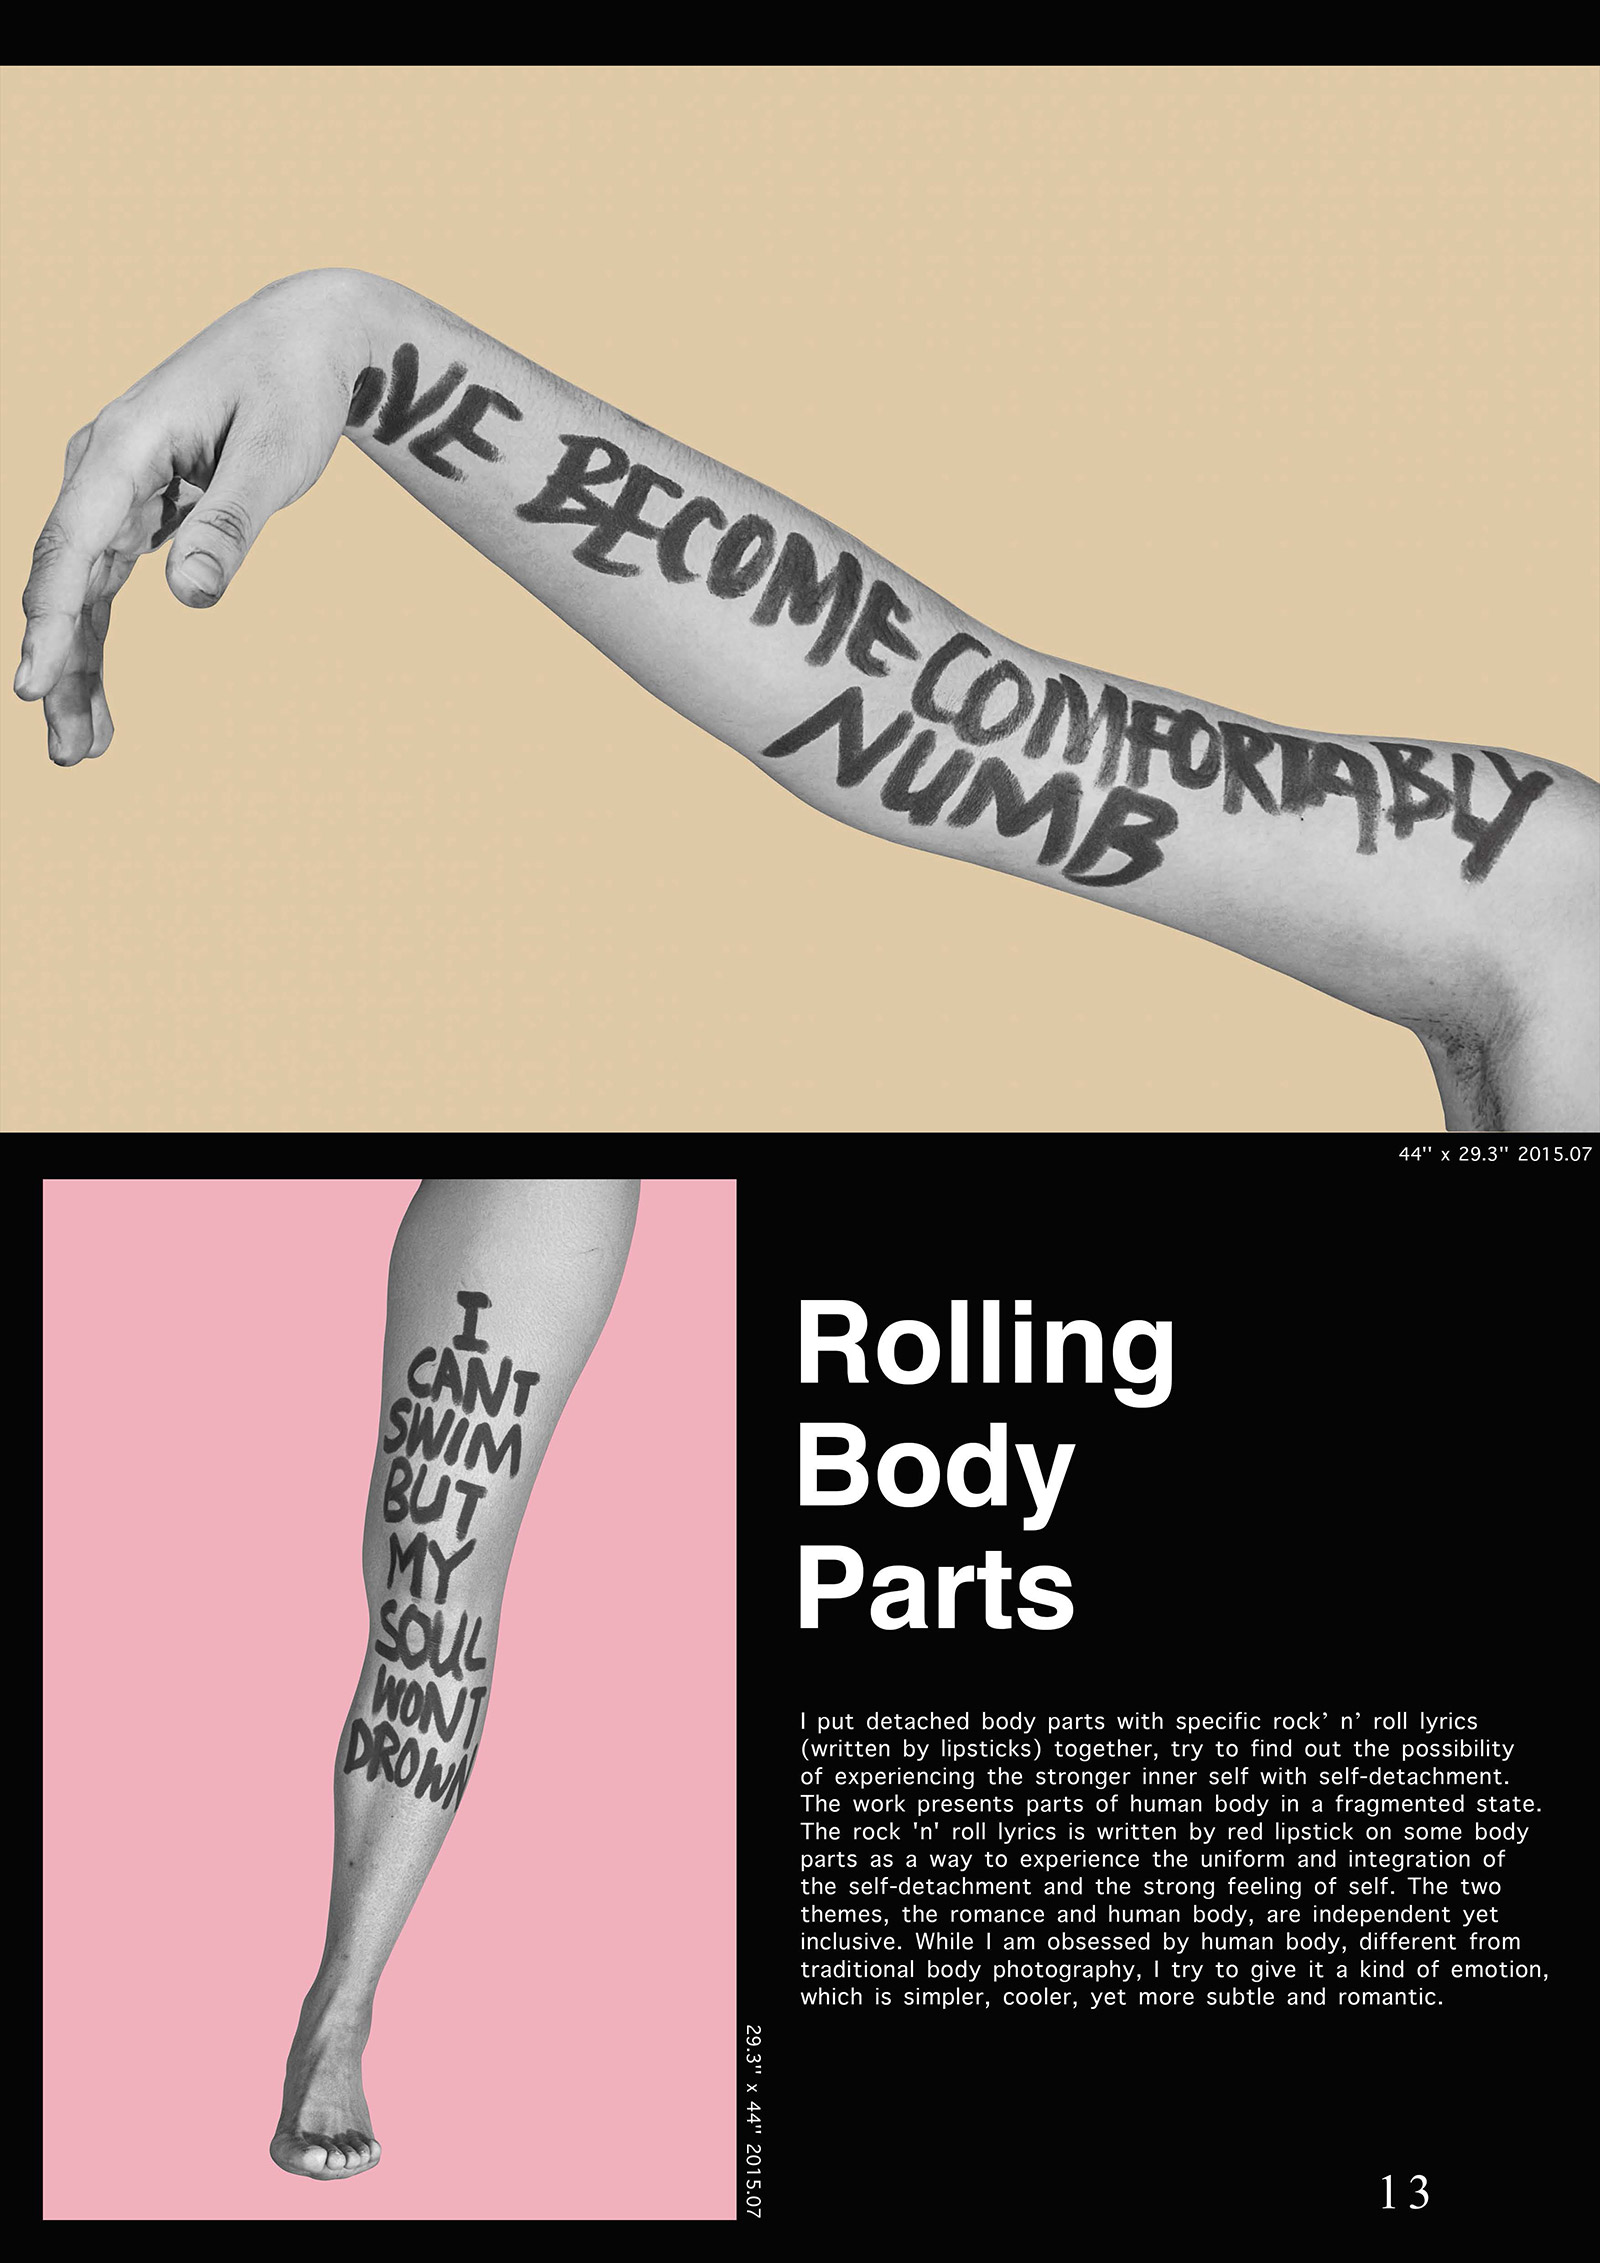 VE BECOME COMFORTABLY
NUMB
44'' x 29.3'' 2015.07
I
CANT
SWIM
BUT
MY
SOUL
WONT
DROWN
29.3'' x 44'' 2015.07
Rolling
Body
Parts
I put detached body parts with specific rock’ n’ roll lyrics
(written by lipsticks) together, try to find out the possibility
of experiencing the stronger inner self with self-detachment.
The work presents parts of human body in a fragmented state.
The rock 'n' roll lyrics is written by red lipstick on some body
parts as a way to experience the uniform and integration of
the self-detachment and the strong feeling of self. The two
themes, the romance and human body, are independent yet
inclusive. While I am obsessed by human body, different from
traditional body photography, I try to give it a kind of emotion,
which is simpler, cooler, yet more subtle and romantic.
13